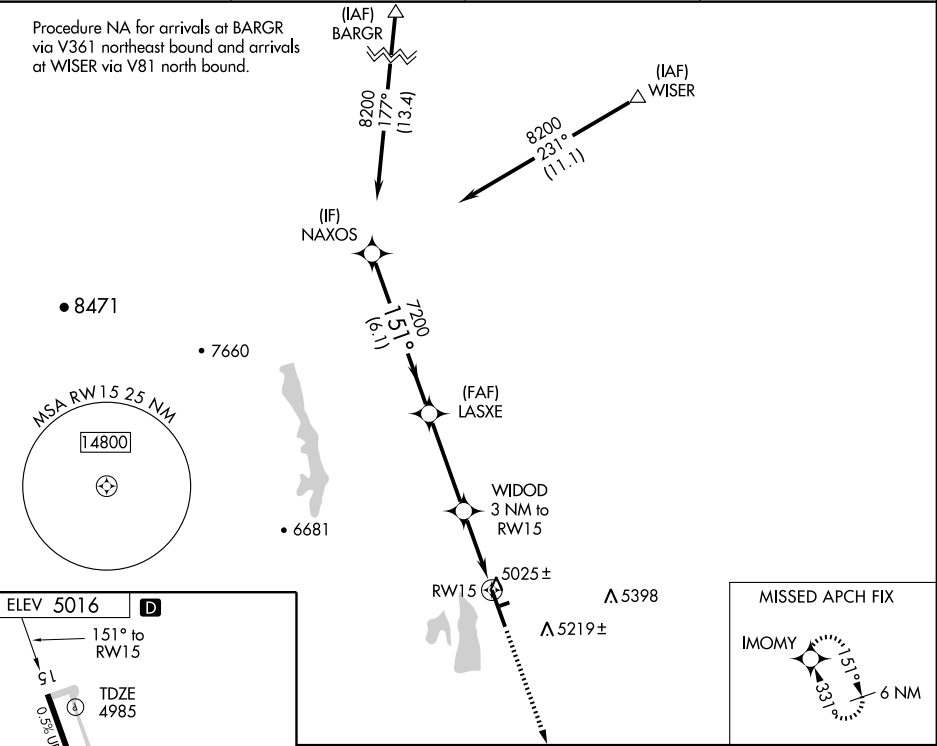 Procedure NA for arrivals at BARGR
via V361 northeast bound and arrivals
at WISER via V81 north bound.
(IAF)
BARGR
8200
177°
(13.4)
(IAF)
WISER
8200
231°
(11.1)
(IF)
NAXOS
8471
7660
7200
151°
(6.1)
(FAF)
LASXE
MSA RW15 25 NM
14800
WIDOD
3 NM to
RW15
6681
5025±
RW15
5398
5219±
ELEV 5016
D
151° to
RW15
15
TDZE
4985
MISSED APCH FIX
IMOMY
151°
331°
6 NM